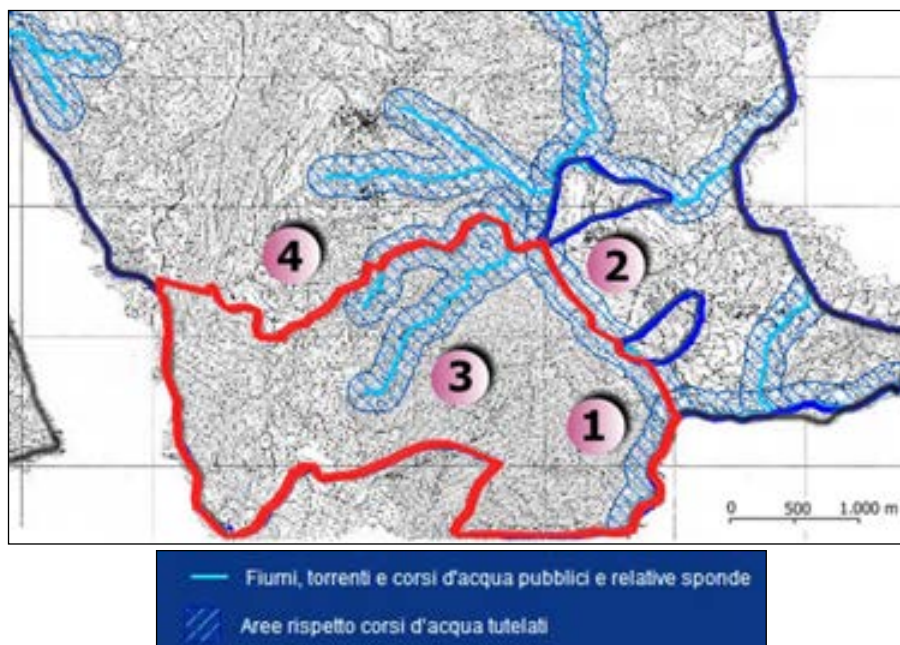 4
2
3
1
0 500 1.000 m
Fiumi, torrenti e corsi d'acqua pubblici e relative sponde
Aree rispetto corsi d'acqua tutelati